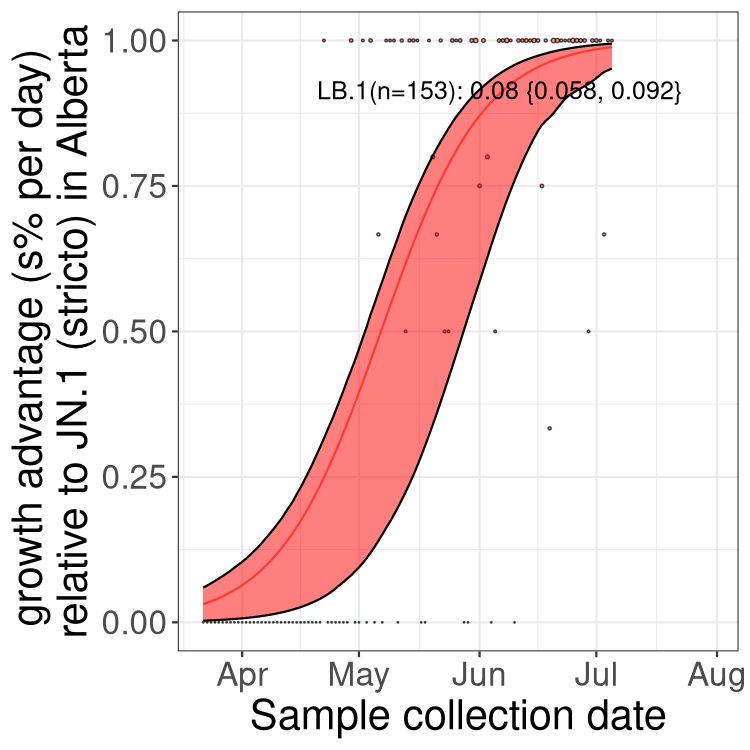 growth advantage (s% per day)
relative to JN.1 (stricto) in Alberta
1.00
0.75
0.50
0.25
0.00
LB.1(n=153): 0.08 {0.058, 0.092}
Apr May Jun Jul Aug
Sample collection date